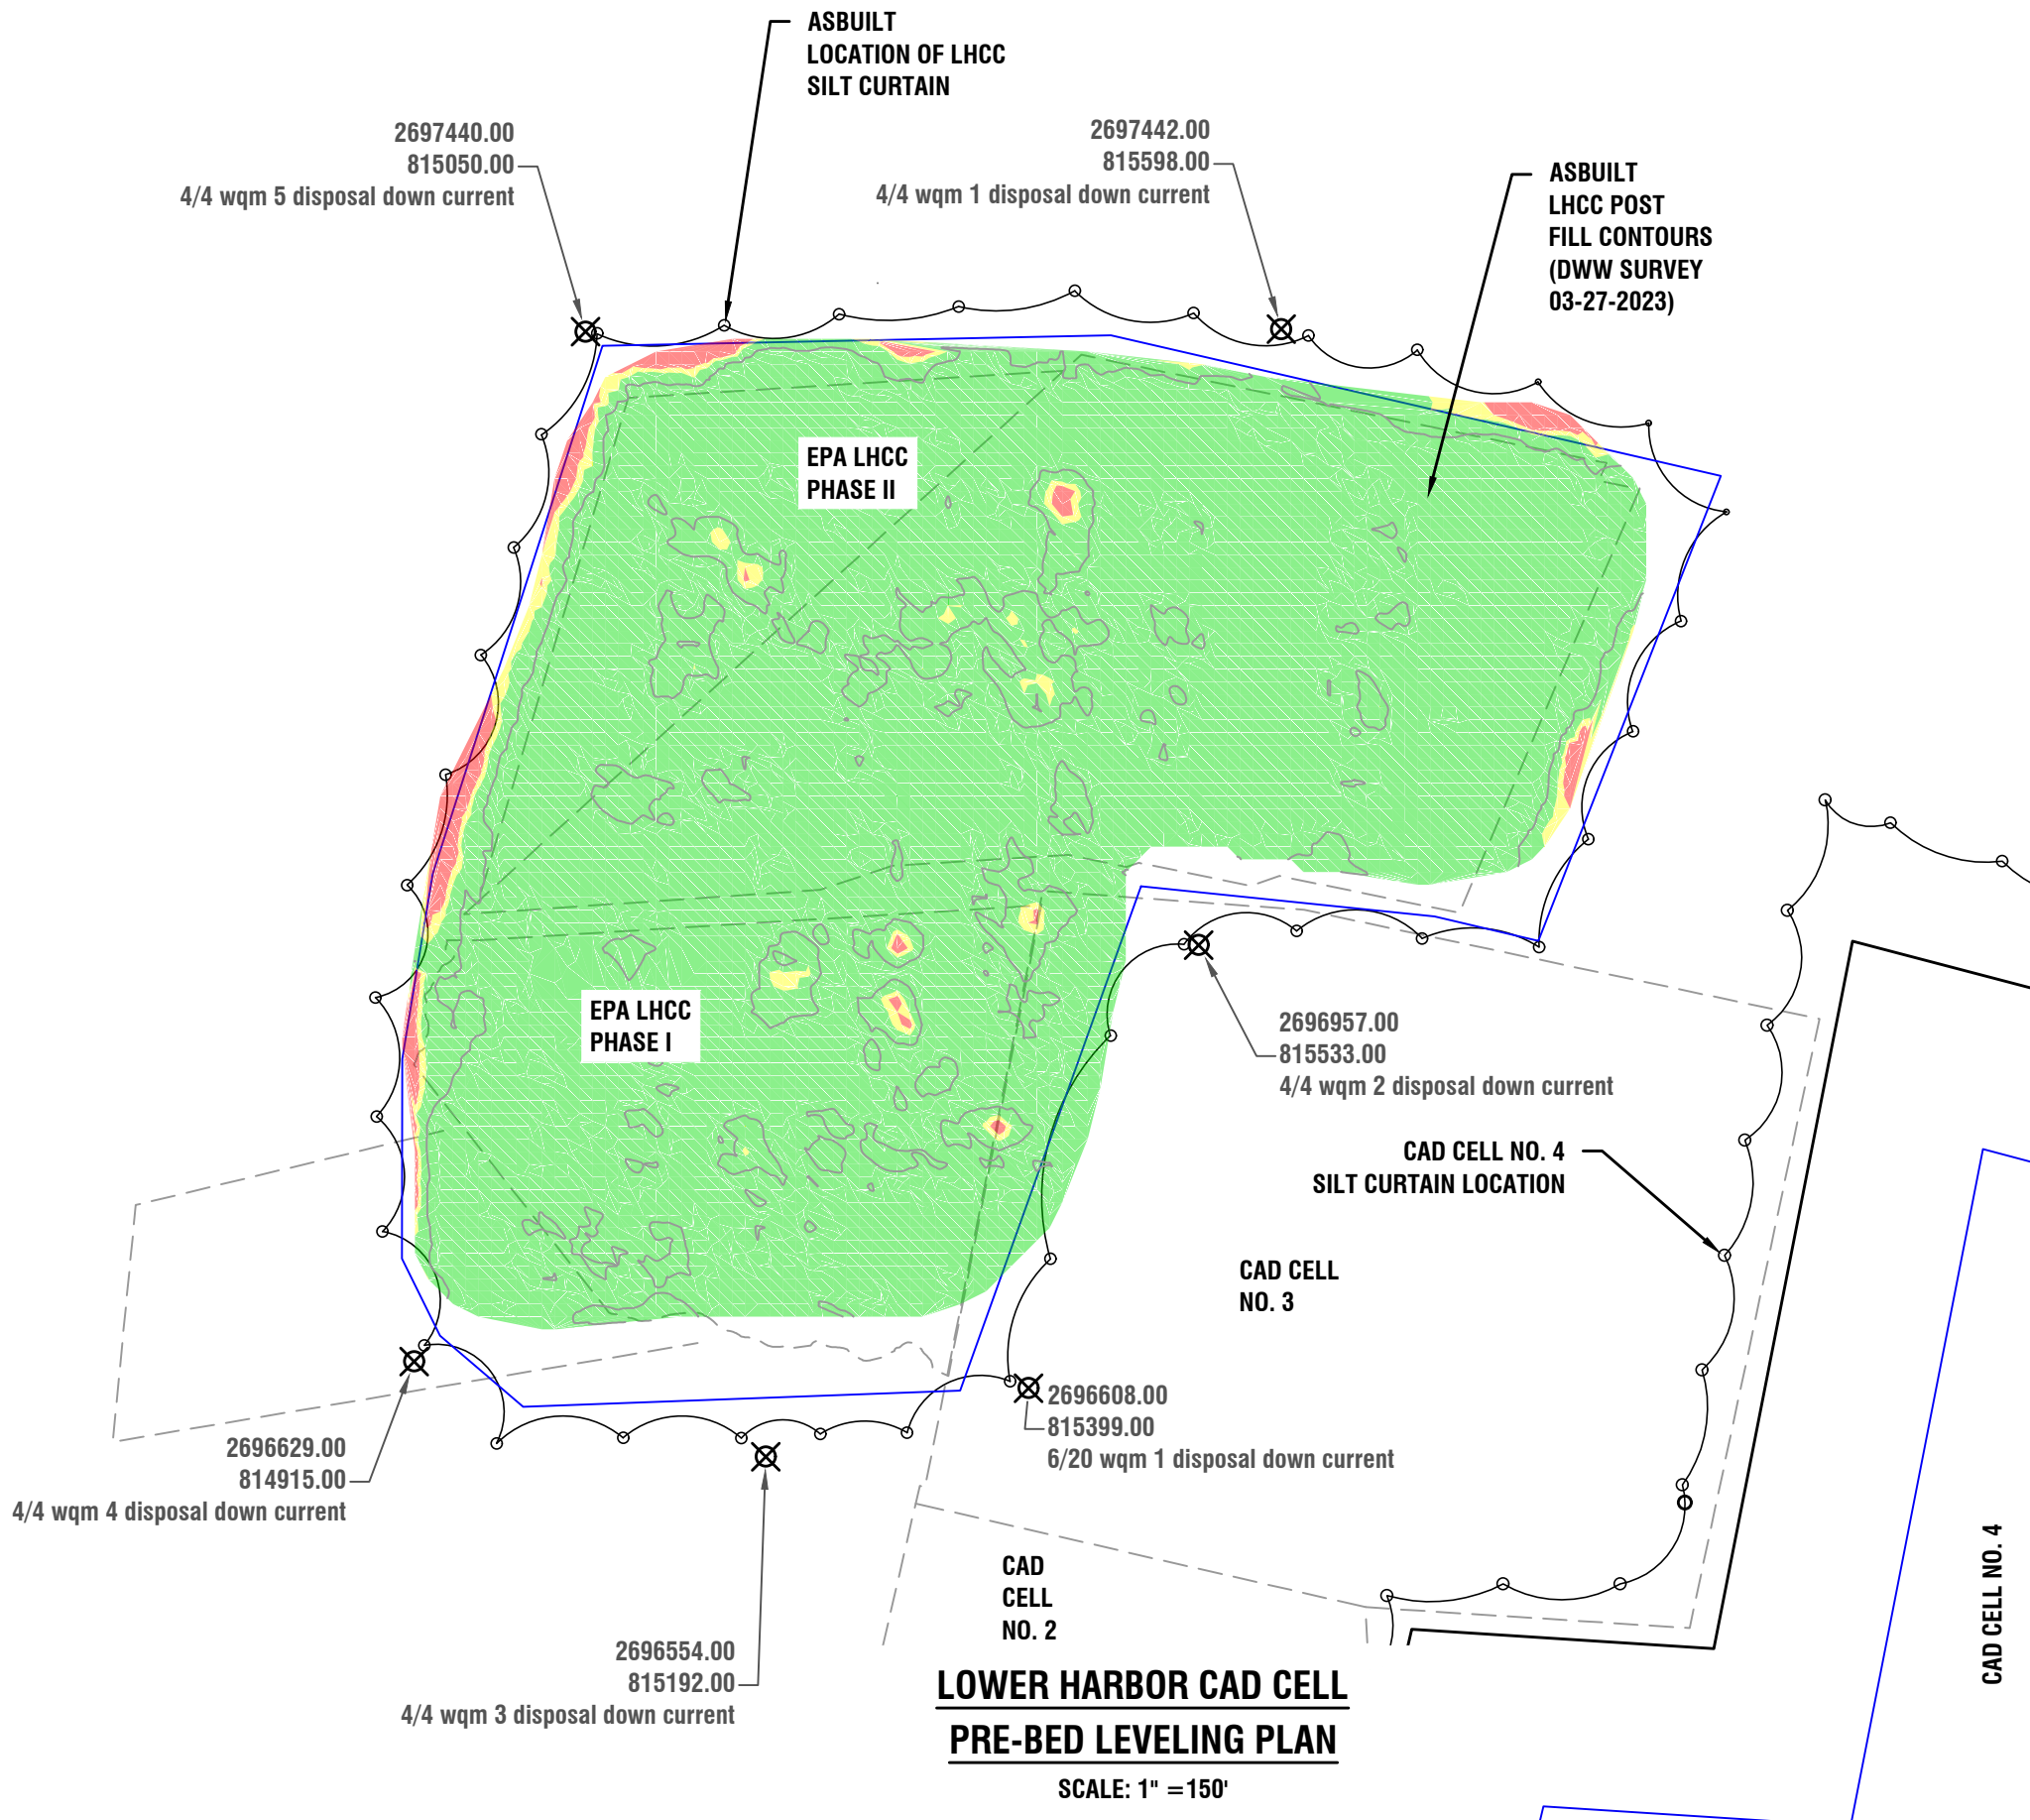 ASBUILT
LOCATION OF LHCC
SILT CURTAIN
2697440.00
815050.00
4/4 wqm 5 disposal down current
2697442.00
815598.00
4/4 wqm 1 disposal down current
ASBUILT
LHCC POST
FILL CONTOURS
(DWW SURVEY
03-27-2023)
EPA LHCC
PHASE II
EPA LHCC
PHASE I
2696957.00
815533.00
4/4 wqm 2 disposal down current
CAD CELL NO. 4
SILT CURTAIN LOCATION
CAD CELL
NO. 3
2696608.00
815399.00
6/20 wqm 1 disposal down current
2696629.00
814915.00
4/4 wqm 4 disposal down current
CAD
CELL
NO. 2
CAD CELL NO. 4
2696554.00
815192.00
4/4 wqm 3 disposal down current
LOWER HARBOR CAD CELL
PRE-BED LEVELING PLAN
SCALE: 1" =150'